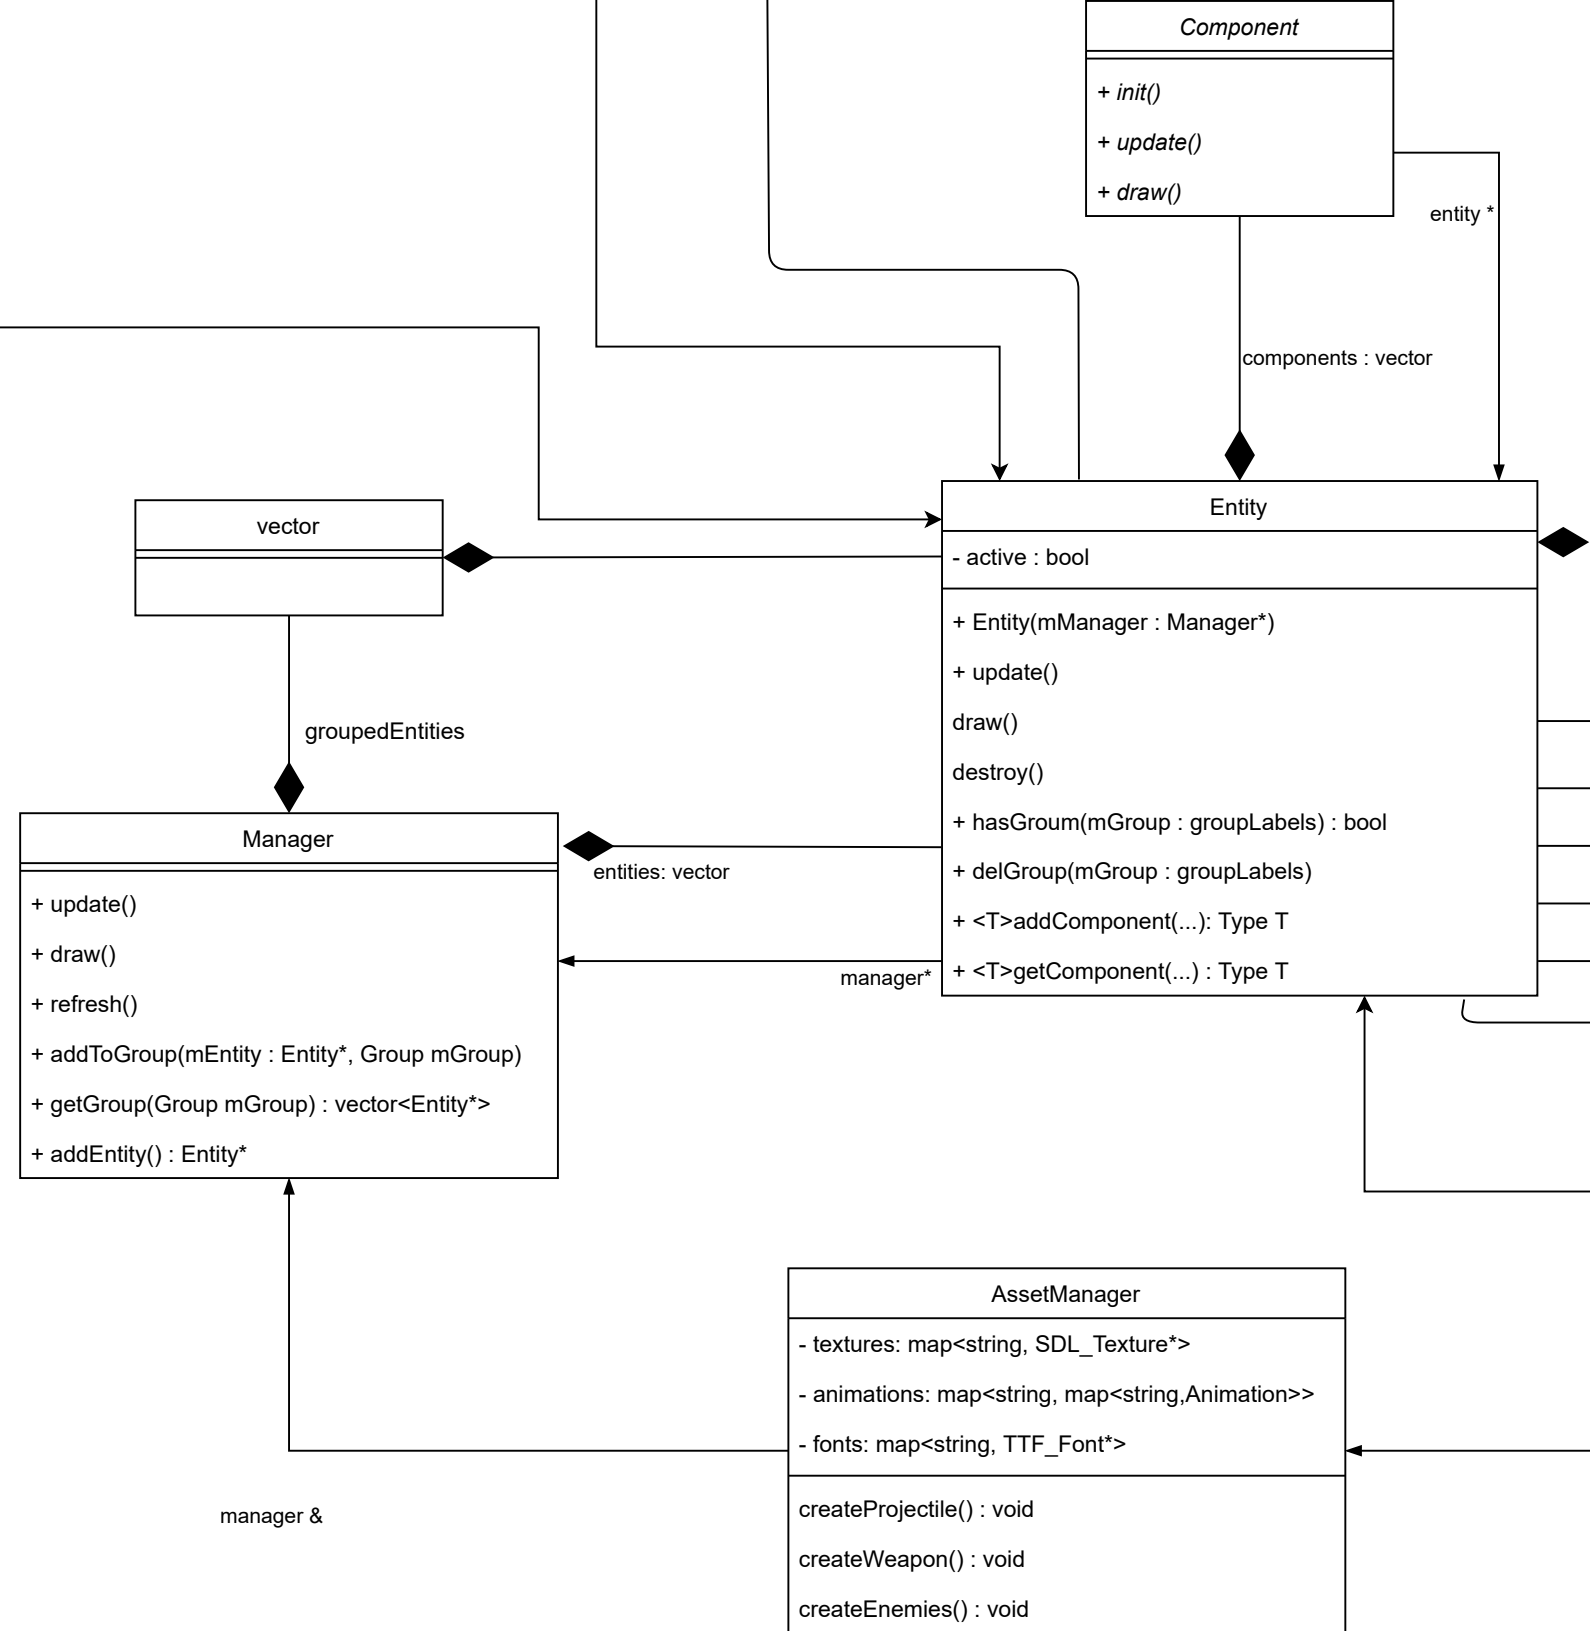 Component
+ init()
+ update()
+ draw()
entity *
components : vector
vector
groupedEntities
Entity
- active : bool
+ Entity(mManager : Manager*)
+ update()
draw()
destroy()
+ hasGroum(mGroup : groupLabels) : bool
+ delGroup(mGroup : groupLabels)
+ <T>addComponent(...): Type T
+ <T>getComponent(...) : Type T
Manager
+ update()
+ draw()
+ refresh()
+ addToGroup(mEntity : Entity*, Group mGroup)
+ getGroup(Group mGroup) : vector<Entity*>
+ addEntity() : Entity*
entities: vector
manager*
manager &
AssetManager
- textures: map<string, SDL_Texture*>
- animations: map<string, map<string,Animation>>
- fonts: map<string, TTF_Font*>
createProjectile() : void
createWeapon() : void
createEnemies() : void